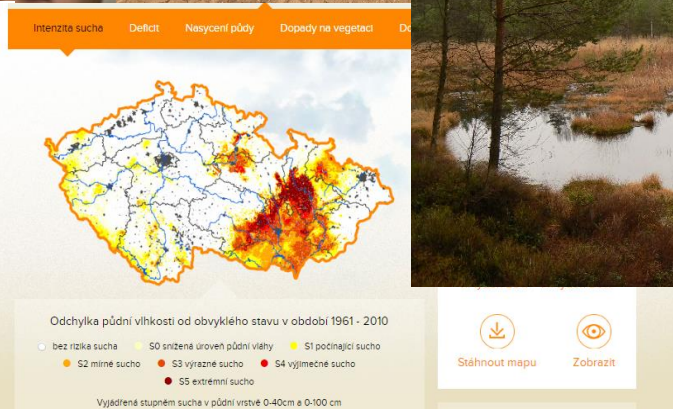 Intenzita sucha Deficit Nasycení půdy Dopady na vegetaci
Odchylka půdní vlhkosti od obvyklého stavu v období 1961 - 2010
bez rizika sucha S0 snížená úroveň půdní vláhy S1 počínající sucho
S2 mírné sucho S3 výrazné sucho S4 výjimečné sucho
S5 extrémní sucho
Vyjádřená stupněm sucha v půdní vrstvě 0-40cm a 0-100 cm
Stáhnout mapu Zobrazit